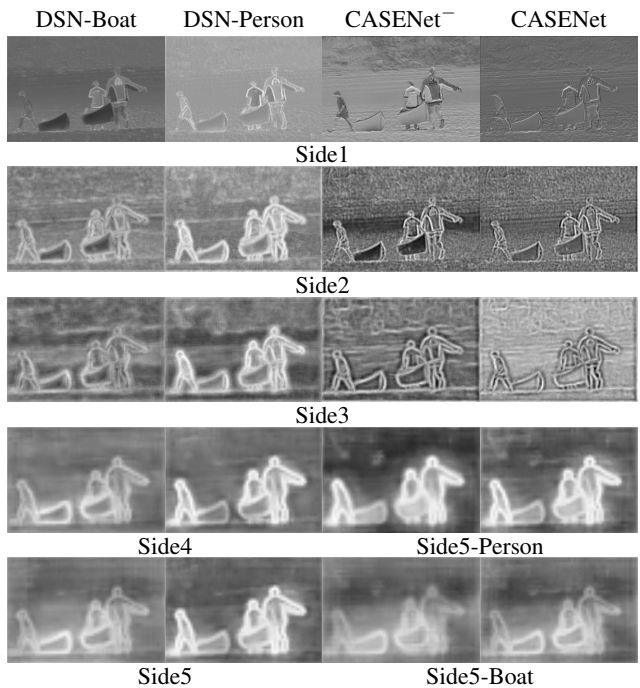 DSN-Boat DSN-Person CASENet⁻ CASENet
Side1
Side2
Side3
Side4 Side5-Person
Side5 Side5-Boat